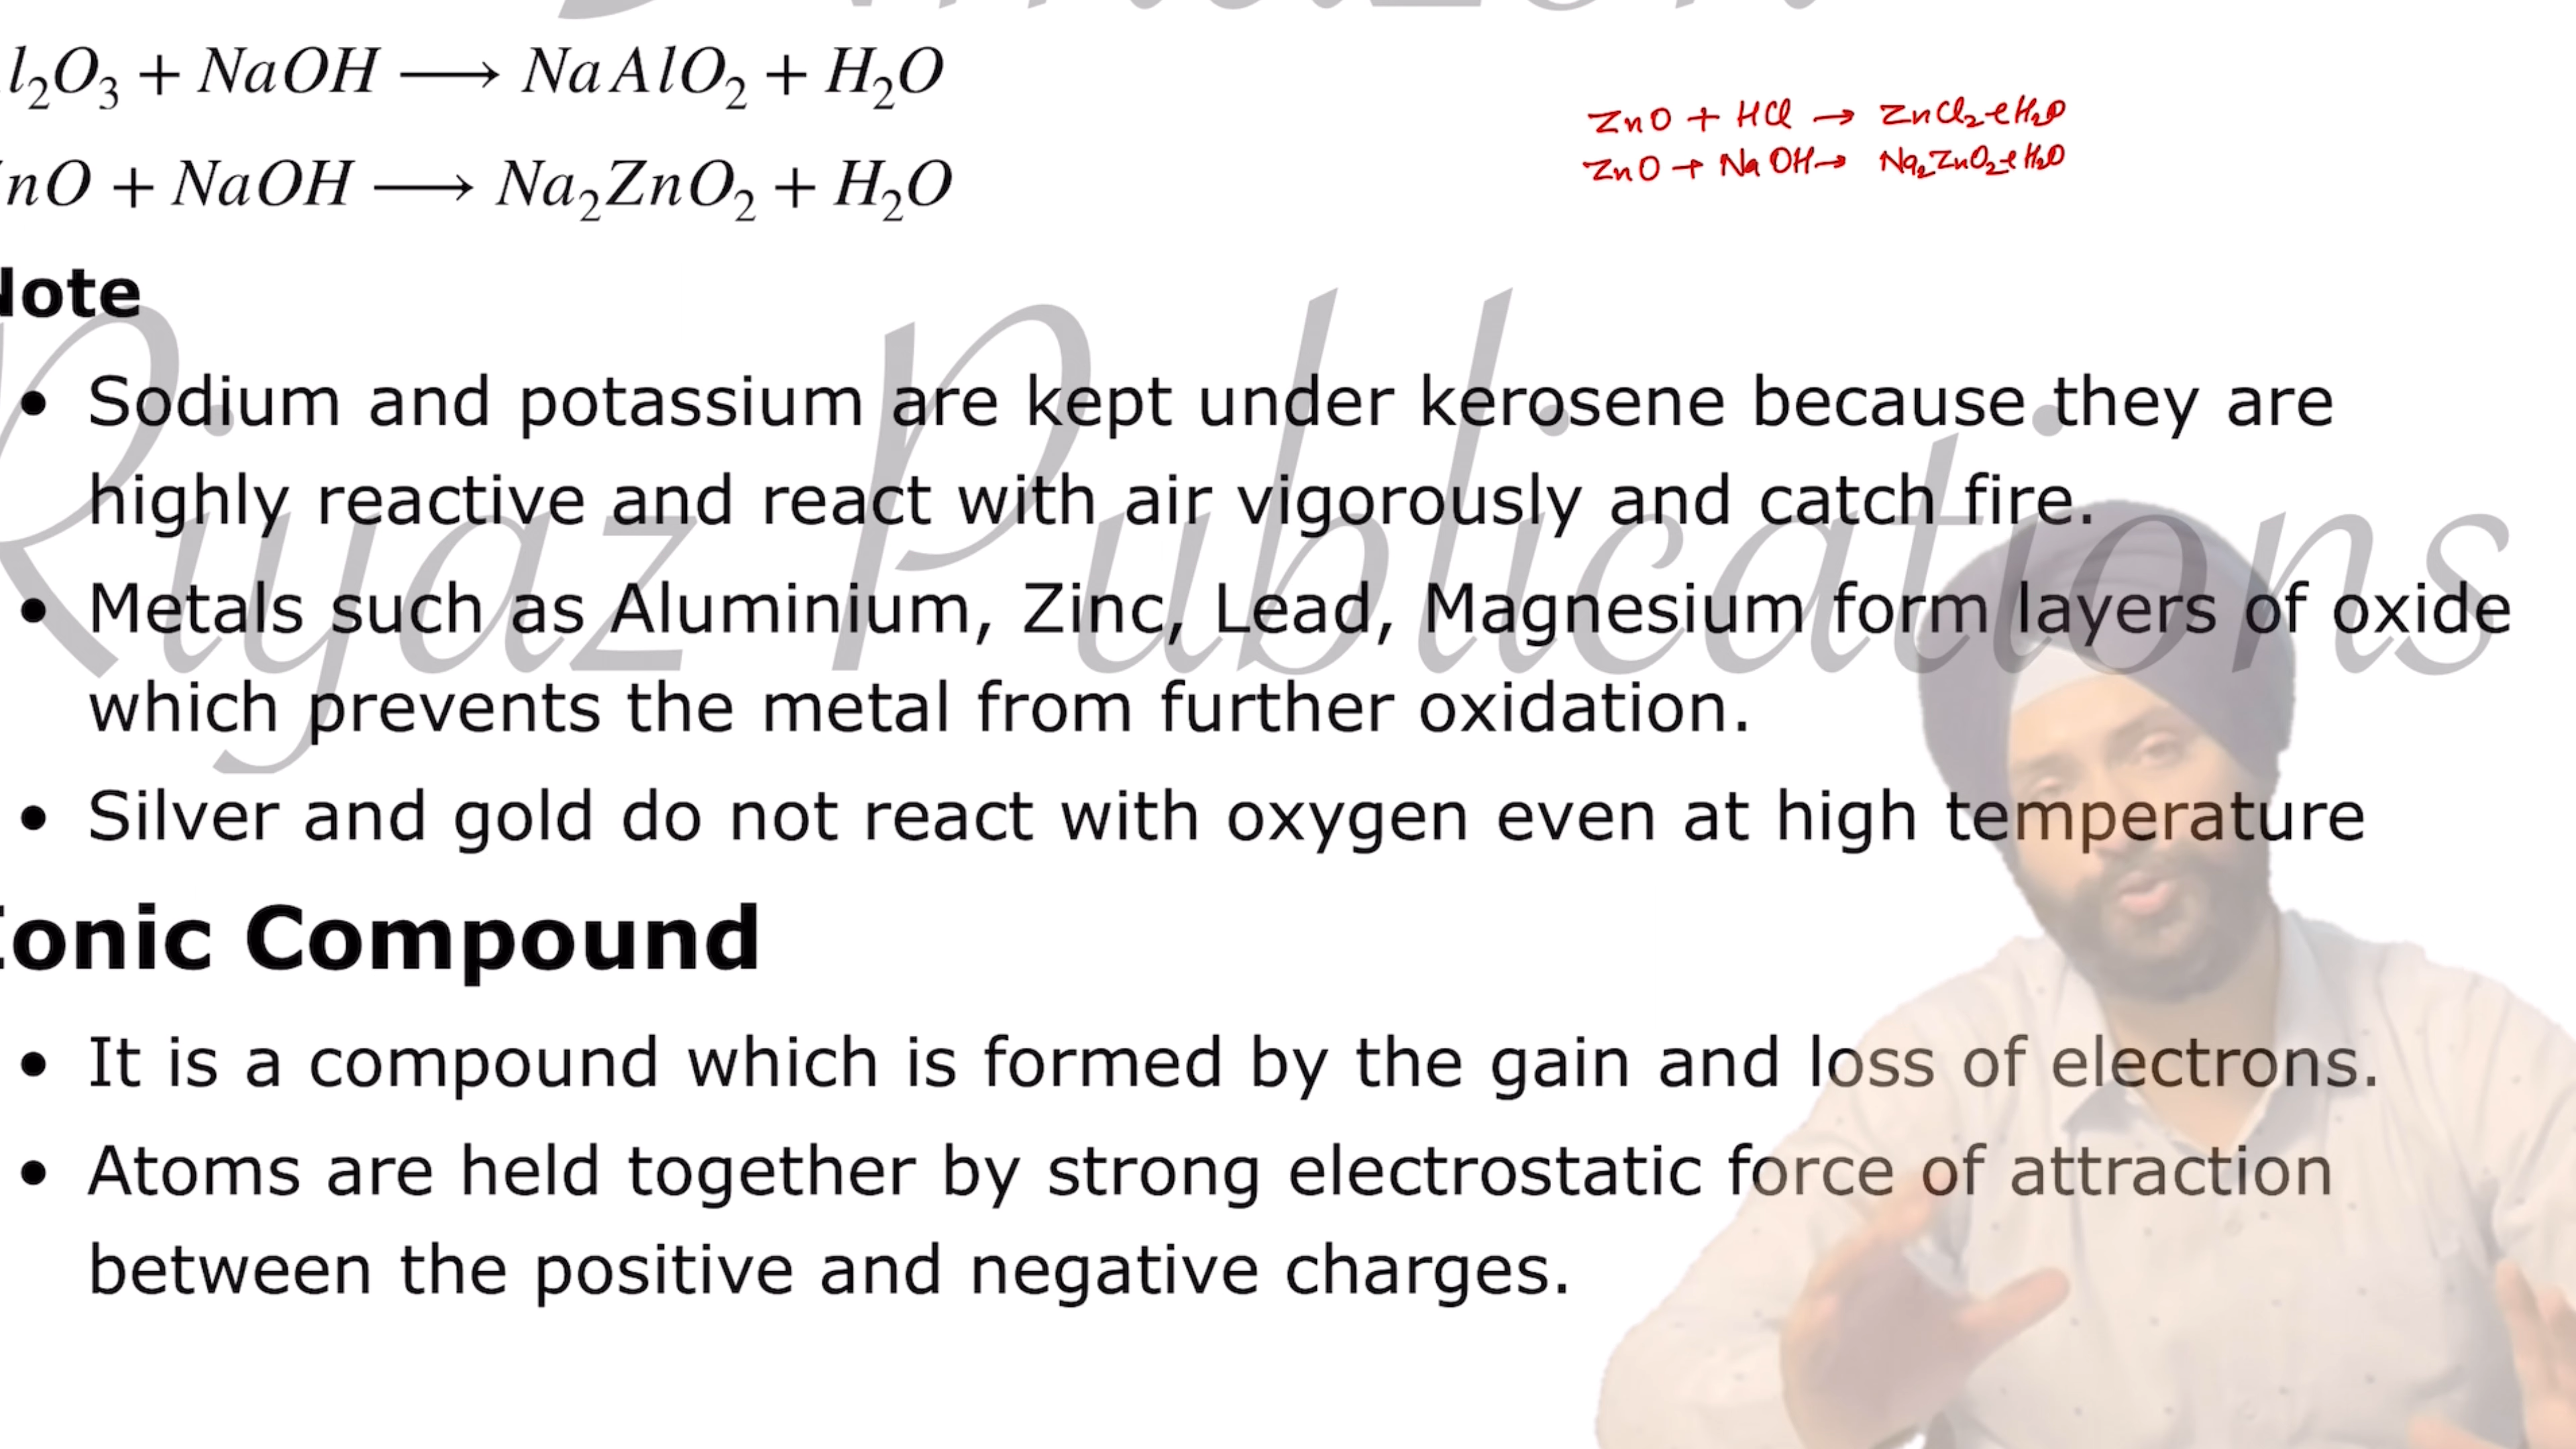 l₂O₃ + NaOH ⟶ NaAlO₂ + H₂O
nO + NaOH ⟶ Na₂ZnO₂ + H₂O
ZnO + HCl → ZnCl₂ + H₂O
ZnO + NaOH → Na₂ZnO₂ + H₂O
Note
• Sodium and potassium are kept under kerosene because they are
highly reactive and react with air vigorously and catch fire.
Riyaz Publications
• Metals such as Aluminium, Zinc, Lead, Magnesium form layers of oxide
which prevents the metal from further oxidation.
• Silver and gold do not react with oxygen even at high temperature
Ionic Compound
• It is a compound which is formed by the gain and loss of electrons.
• Atoms are held together by strong electrostatic force of attraction
between the positive and negative charges.